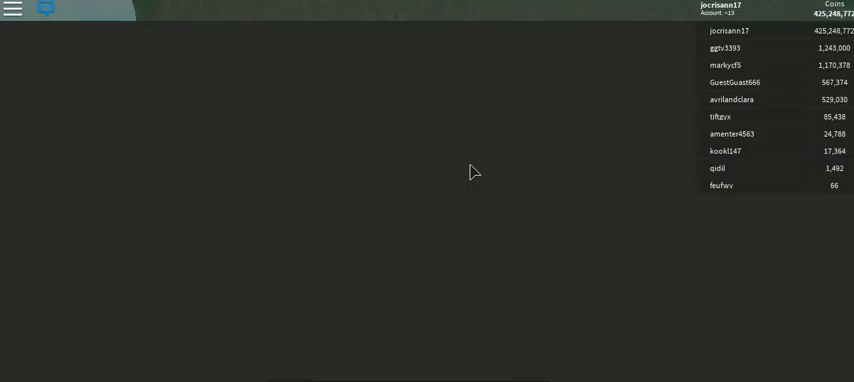 jocrisann17 Coins
Account: <13 425,248,772
jocrisann17 425,248,772
ggtv3393 1,243,000
markycf5 1,170,378
GuestGuast666 567,374
avrilandclara 529,030
tiftgyx 85,438
amenter4563 24,788
kookl147 17,364
qidil 1,492
feufwv 66